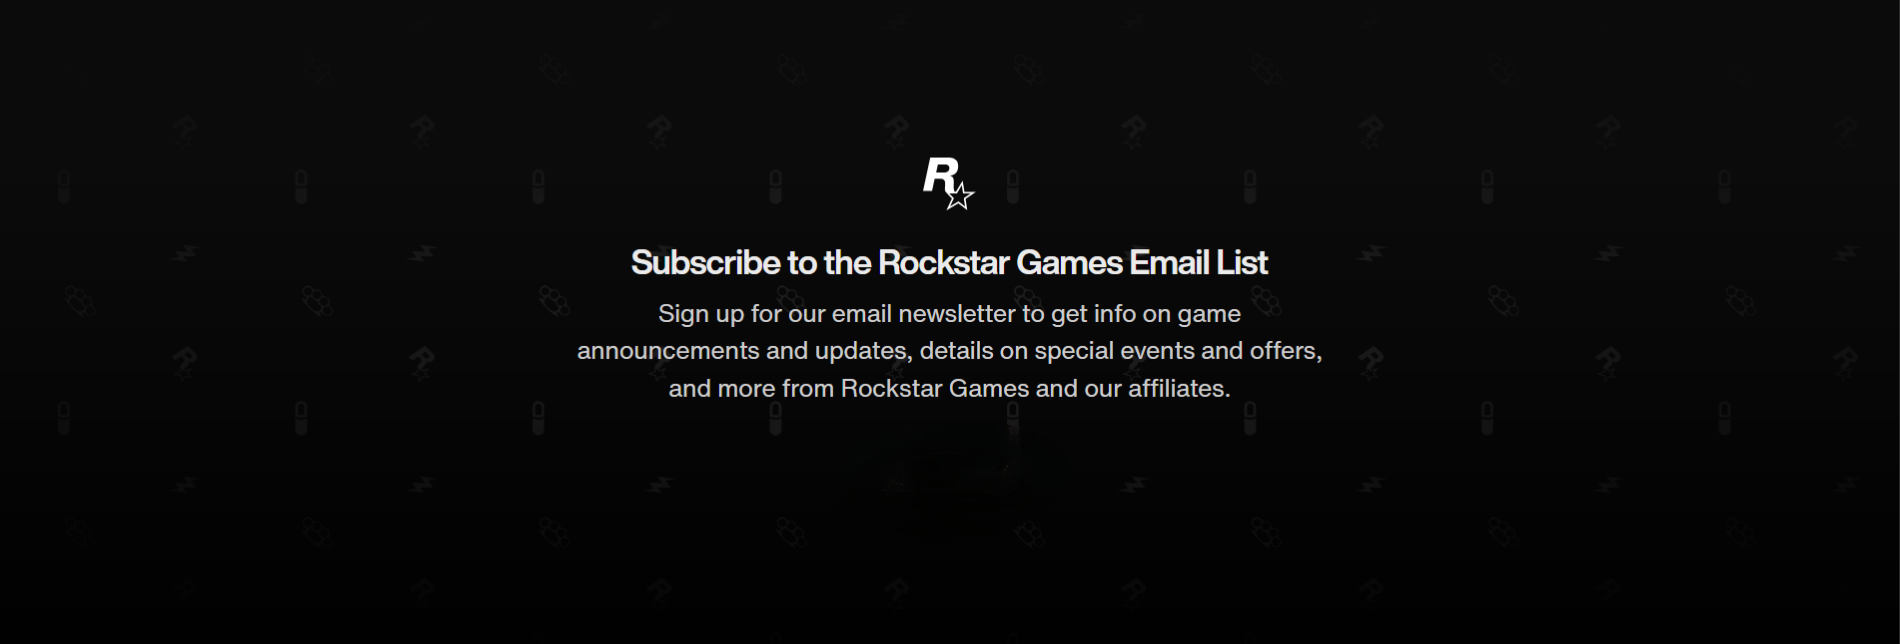 R
Subscribe to the Rockstar Games Email List
Sign up for our email newsletter to get info on game
announcements and updates, details on special events and offers,
and more from Rockstar Games and our affiliates.